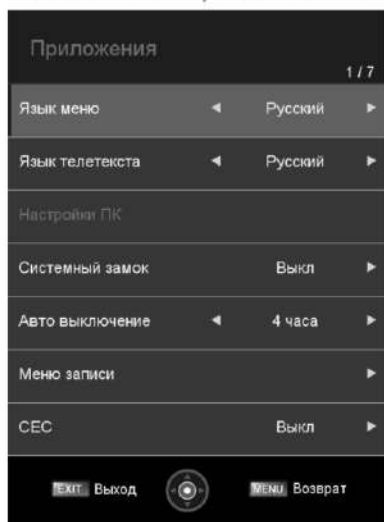 Приложения
1 / 7
Язык меню ◄ Русский ►
Язык телетекста ◄ Русский ►
Настройки ПК
Системный замок Выкл ►
Авто выключение ◄ 4 часа ►
Меню записи ►
CEC Выкл ►
EXIT Выход MENU Возврат